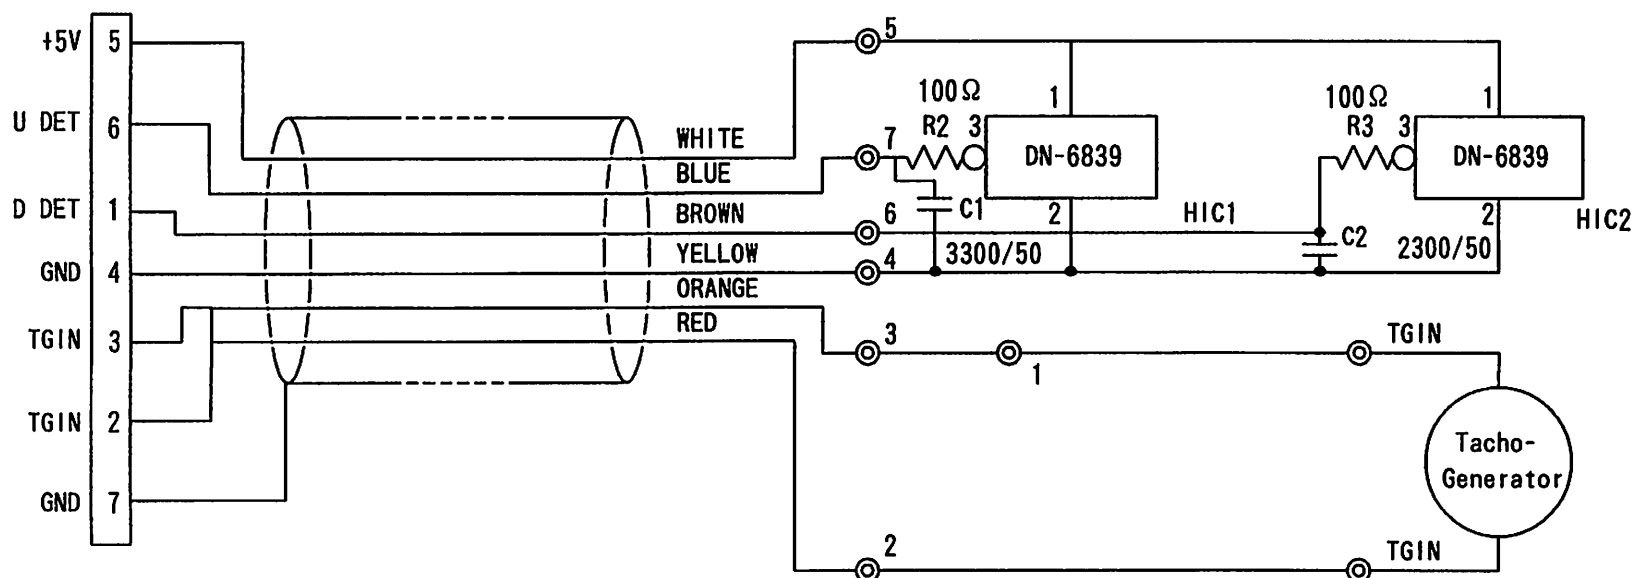 +5V 5
U DET 6
D DET 1
GND 4
TGIN 3
TGIN 2
GND 7
WHITE
BLUE
BROWN
YELLOW
ORANGE
RED
5
7
6
4
3
2
100Ω
R2 3
1
DN-6839
2
C1
3300/50
HIC1
100Ω
R3 3
1
DN-6839
2
HIC2
C2
2300/50
1
TGIN
Tacho-
Generator
TGIN